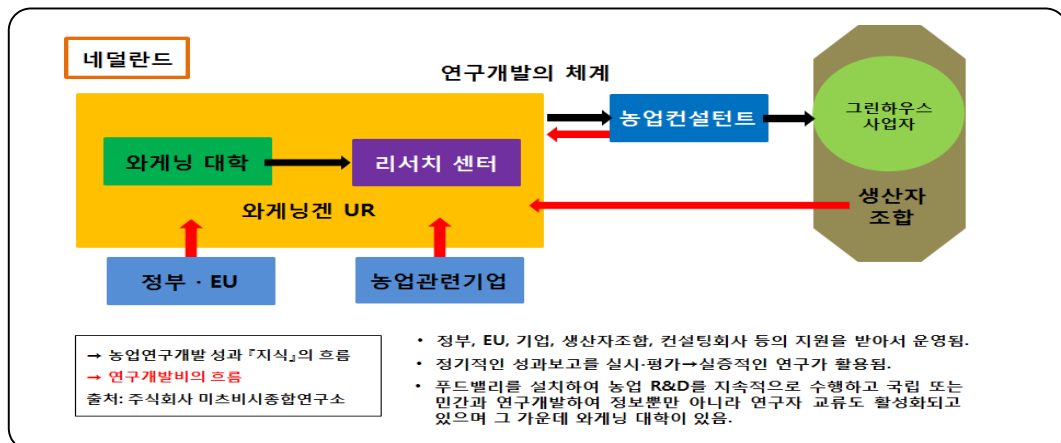 네덜란드
연구개발의 체계
농업컨설턴트
그린하우스
사업자
와게닝 대학
리서치 센터
와게닝겐 UR
생산자
조합
정부 · EU
농업관련기업
→ 농업연구개발 성과『지식』의 흐름
→ 연구개발비의 흐름
출처: 주식회사 미츠비시종합연구소
• 정부, EU, 기업, 생산자조합, 컨설팅회사 등의 지원을 받아서 운영됨.
• 정기적인 성과보고를 실시·평가→실증적인 연구가 활용됨.
• 푸드밸리를 설치하여 농업 R&D를 지속적으로 수행하고 국립 또는
민간과 연구개발하여 정보뿐만 아니라 연구자 교류도 활성화되고
있으며 그 가운데 와게닝 대학이 있음.